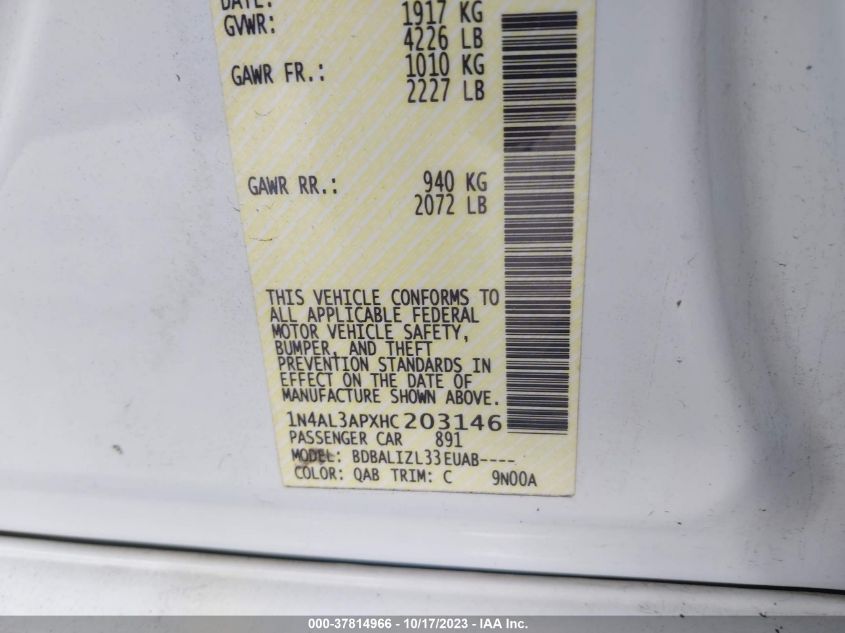 DATE:
GVWR: 1917 KG
4226 LB
GAWR FR.: 1010 KG
2227 LB
GAWR RR.: 940 KG
2072 LB
THIS VEHICLE CONFORMS TO
ALL APPLICABLE FEDERAL
MOTOR VEHICLE SAFETY,
BUMPER, AND THEFT
PREVENTION STANDARDS IN
EFFECT ON THE DATE OF
MANUFACTURE SHOWN ABOVE.
1N4AL3APXHC203146
PASSENGER CAR 891
MODEL: BDBALIZL33EUAB----
COLOR: QAB TRIM: C 9N00A
000-37814966 - 10/17/2023 - IAA Inc.